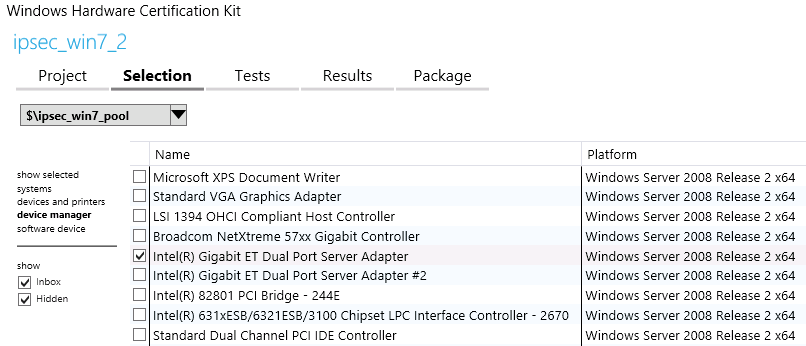 Windows Hardware Certification Kit
ipsec_win7_2
Project Selection Tests Results Package
$\ipsec_win7_pool
Name Platform
show selected
systems
devices and printers
device manager
software device
show
Inbox
Hidden
Microsoft XPS Document Writer Windows Server 2008 Release 2 x64
Standard VGA Graphics Adapter Windows Server 2008 Release 2 x64
LSI 1394 OHCI Compliant Host Controller Windows Server 2008 Release 2 x64
Broadcom NetXtreme 57xx Gigabit Controller Windows Server 2008 Release 2 x64
Intel(R) Gigabit ET Dual Port Server Adapter Windows Server 2008 Release 2 x64
Intel(R) Gigabit ET Dual Port Server Adapter #2 Windows Server 2008 Release 2 x64
Intel(R) 82801 PCI Bridge - 244E Windows Server 2008 Release 2 x64
Intel(R) 631xESB/6321ESB/3100 Chipset LPC Interface Controller - 2670 Windows Server 2008 Release 2 x64
Standard Dual Channel PCI IDE Controller Windows Server 2008 Release 2 x64